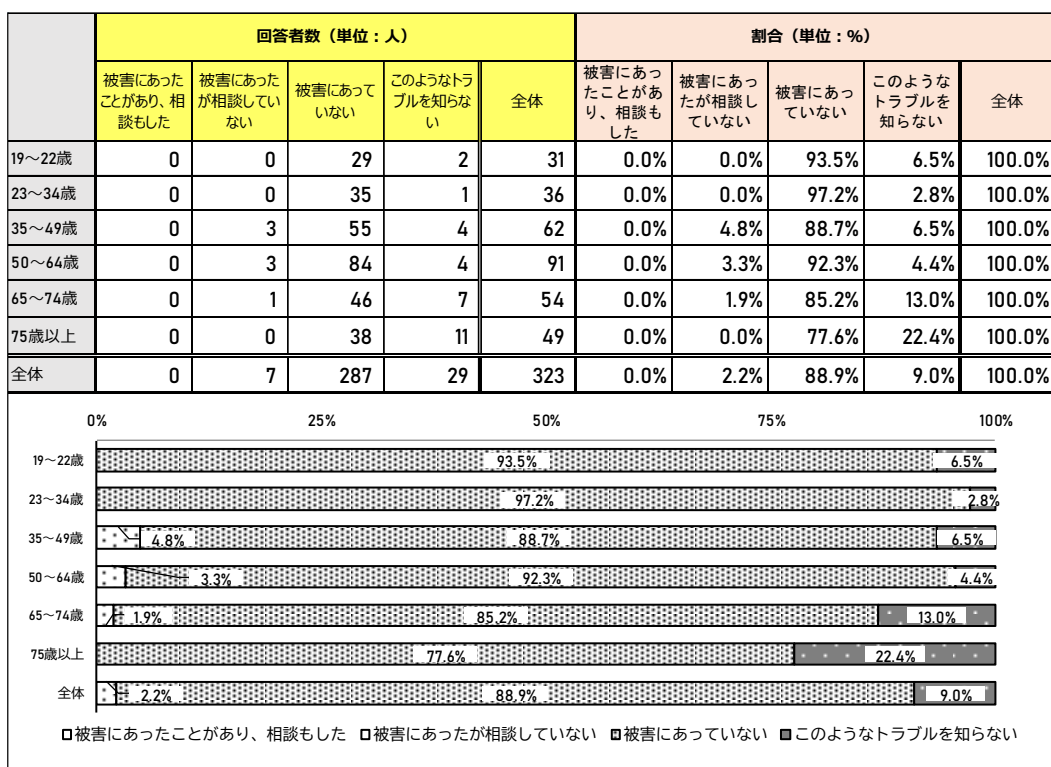 回答者数（単位：人） 割合（単位：%）
被害にあったことがあり、相談もした 被害にあったが相談していない 被害にあっていない このようなトラブルを知らない 全体 被害にあったことがあり、相談もした 被害にあったが相談していない 被害にあっていない このようなトラブルを知らない 全体
19～22歳 0 0 29 2 31 0.0% 0.0% 93.5% 6.5% 100.0%
23～34歳 0 0 35 1 36 0.0% 0.0% 97.2% 2.8% 100.0%
35～49歳 0 3 55 4 62 0.0% 4.8% 88.7% 6.5% 100.0%
50～64歳 0 3 84 4 91 0.0% 3.3% 92.3% 4.4% 100.0%
65～74歳 0 1 46 7 54 0.0% 1.9% 85.2% 13.0% 100.0%
75歳以上 0 0 38 11 49 0.0% 0.0% 77.6% 22.4% 100.0%
全体 0 7 287 29 323 0.0% 2.2% 88.9% 9.0% 100.0%
0% 25% 50% 75% 100%
19～22歳 93.5% 6.5%
23～34歳 97.2% 2.8%
35～49歳 4.8% 88.7% 6.5%
50～64歳 3.3% 92.3% 4.4%
65～74歳 1.9% 85.2% 13.0%
75歳以上 77.6% 22.4%
全体 2.2% 88.9% 9.0%
被害にあったことがあり、相談もした 被害にあったが相談していない 被害にあっていない このようなトラブルを知らない